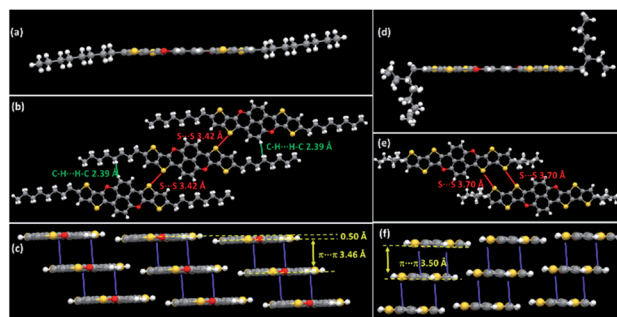 (a)
(b)
S···S 3.42 Å
C-H···H-C 2.39 Å
C-H···H-C 2.39 Å
S···S 3.42 Å
(c)
0.50 Å
π···π 3.46 Å
(d)
(e)
S···S 3.70 Å
S···S 3.70 Å
(f)
π···π 3.50 Å